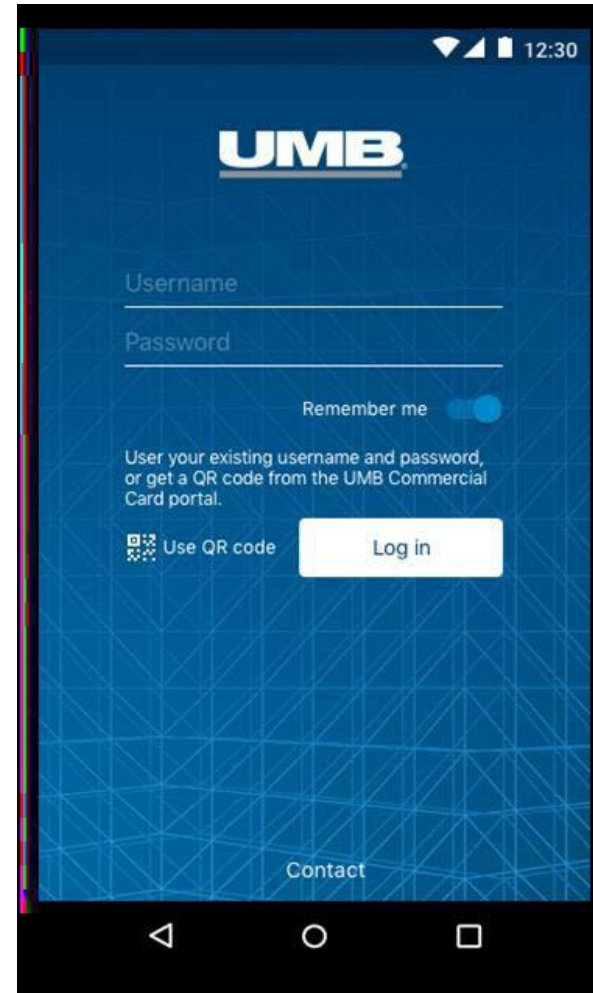 12:30
UMB
Username
Password
Remember me
User your existing username and password,
or get a QR code from the UMB Commercial
Card portal.
Use QR code
Log in
Contact